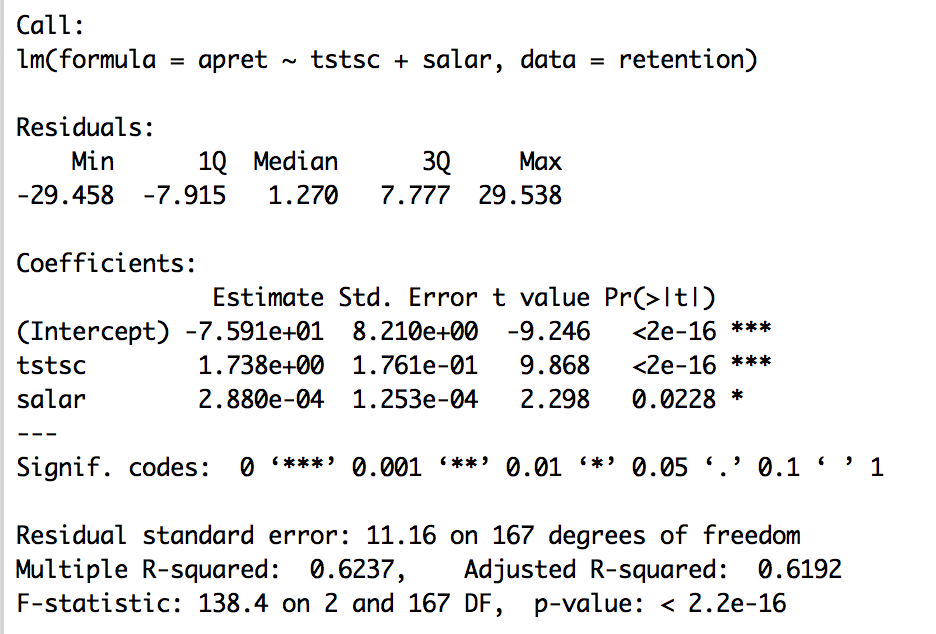 Call:
lm(formula = apret ~ tstsc + salar, data = retention)
Residuals:
Min 1Q Median 3Q Max
-29.458 -7.915 1.270 7.777 29.538
Coefficients:
Estimate Std. Error t value Pr(>|t|)
(Intercept) -7.591e+01 8.210e+00 -9.246 <2e-16 ***
tstsc 1.738e+00 1.761e-01 9.868 <2e-16 ***
salar 2.880e-04 1.253e-04 2.298 0.0228 *
---
Signif. codes: 0 ‘***’ 0.001 ‘**’ 0.01 ‘*’ 0.05 ‘.’ 0.1 ‘ ’ 1
Residual standard error: 11.16 on 167 degrees of freedom
Multiple R-squared: 0.6237, Adjusted R-squared: 0.6192
F-statistic: 138.4 on 2 and 167 DF, p-value: < 2.2e-16